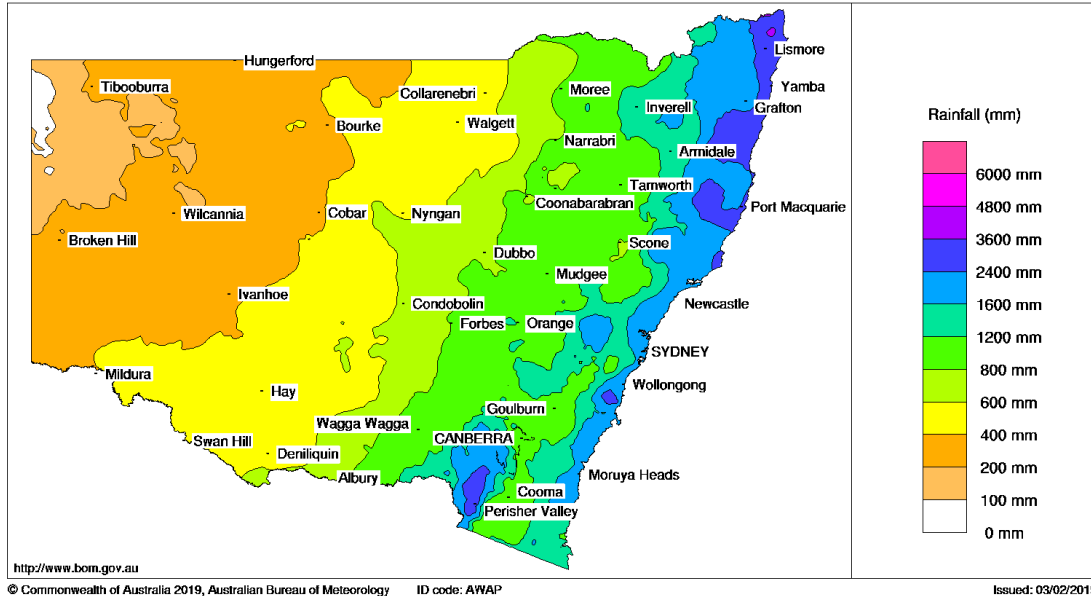 Hungerford
Tibooburra
Collarenebri
Moree
Lismore
Yamba
Inverell
Grafton
Bourke
Walgett
Narrabri
Armidale
Tamworth
Coonabarabran
Wilcannia
Cobar
Nyngan
Port Macquarie
Broken Hill
Scone
Dubbo
Mudgee
Ivanhoe
Condobolin
Newcastle
Forbes
Orange
SYDNEY
Mildura
Wollongong
Hay
Goulburn
Wagga Wagga
CANBERRA
Swan Hill
Deniliquin
Albury
Moruya Heads
Cooma
Perisher Valley
Rainfall (mm)
6000 mm
4800 mm
3600 mm
2400 mm
1600 mm
1200 mm
800 mm
600 mm
400 mm
200 mm
100 mm
0 mm
http://www.bom.gov.au
© Commonwealth of Australia 2019, Australian Bureau of Meteorology ID code: AWAP Issued: 03/02/201